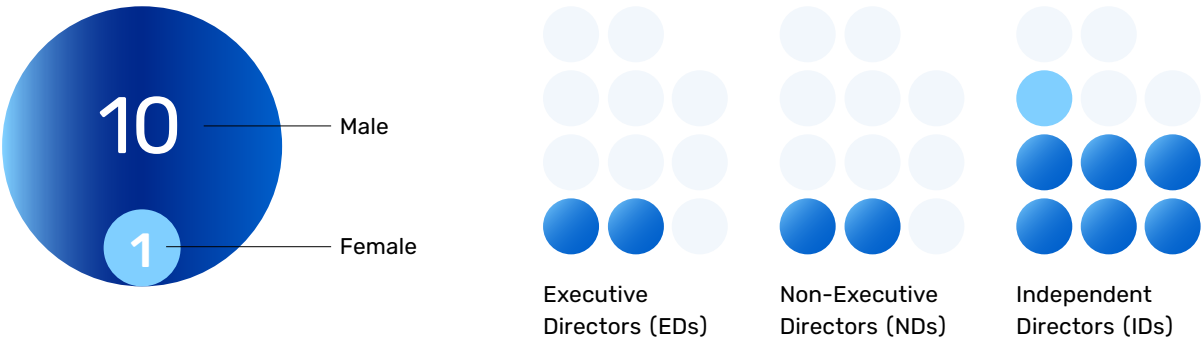 10
Male
1
Female
Executive
Directors (EDs)
Non-Executive
Directors (NDs)
Independent
Directors (IDs)